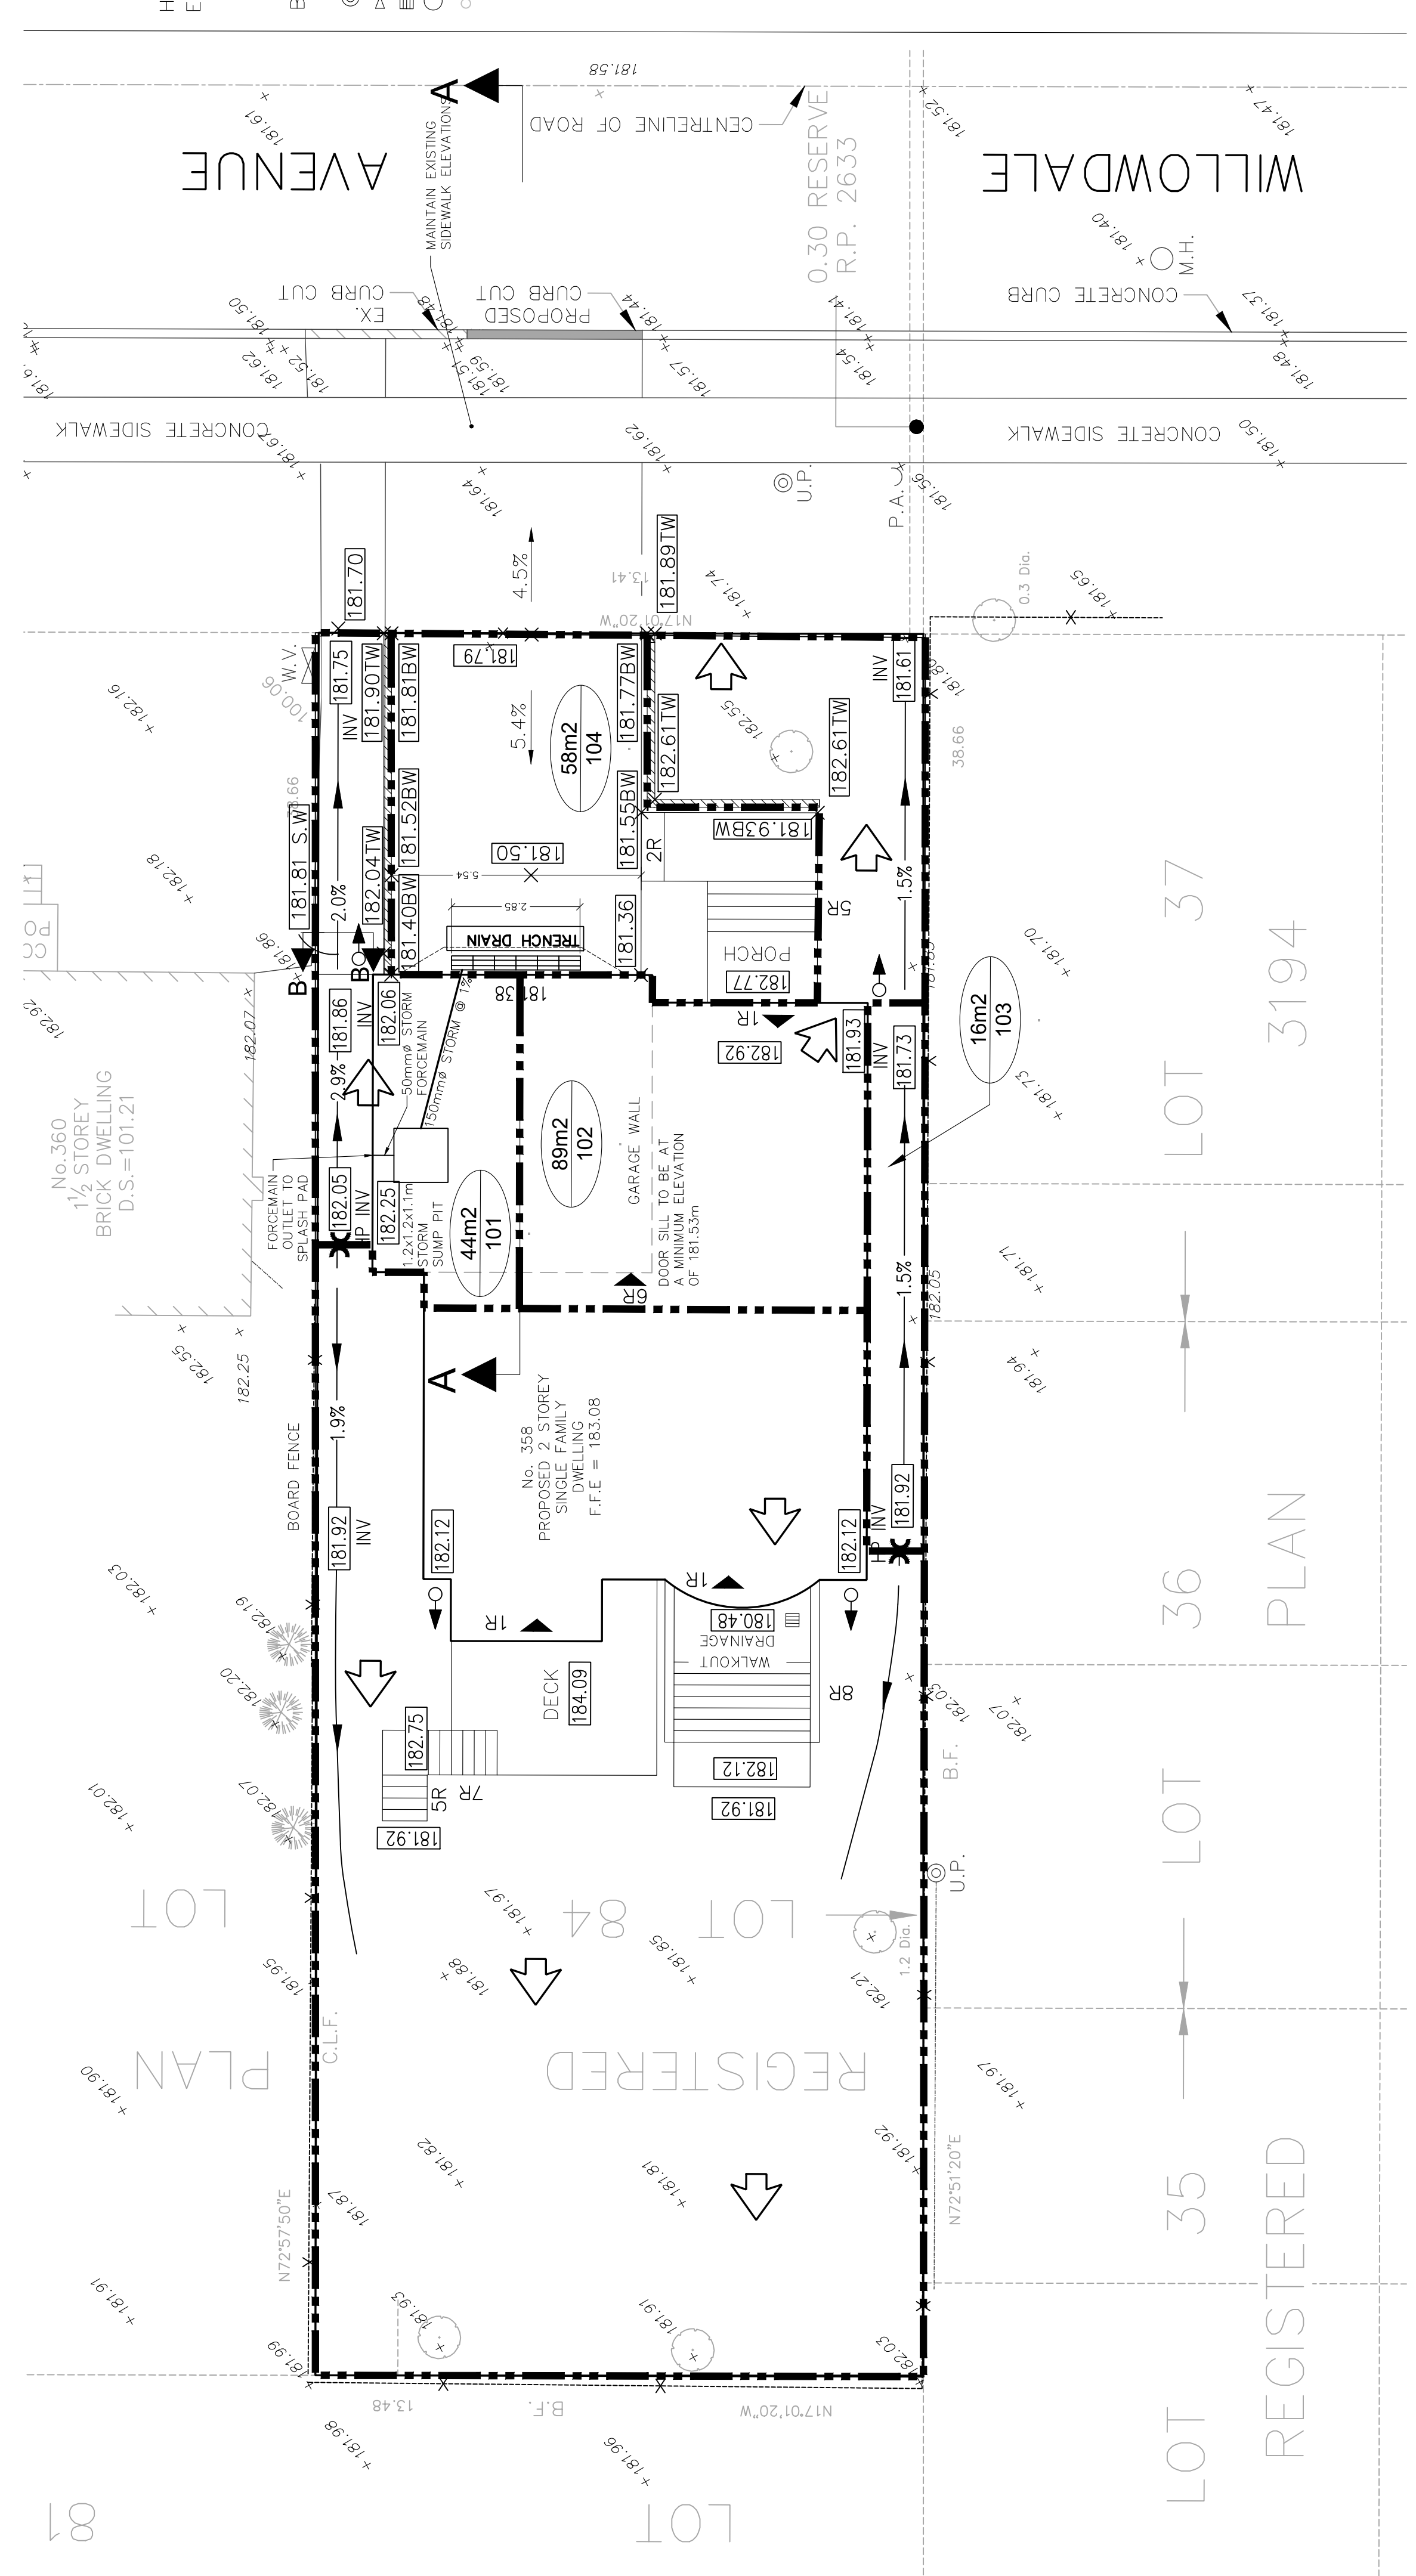 181.58
A
181.61
CENTRELINE OF ROAD
181.52
181.47
AVENUE
WILLOWDALE
MAINTAIN EXISTING
SIDEWALK ELEVATIONS
0.30 RESERVE
R.P. 2633
181.40
M.H.
EX.
CURB CUT
PROPOSED
CURB CUT
CONCRETE CURB
181.50
181.48
181.44
181.41
181.37
181.62
181.52
181.51
181.59
181.57
181.54
181.48
CONCRETE SIDEWALK
CONCRETE SIDEWALK
181.67
181.62
181.50
181.64
U.P.
P.A.
181.56
4.5%
13.41
N17°01'20"W
181.70
181.89TW
181.74
0.3 Dia.
181.65
W.V.
100.06
182.16
181.75
INV
181.90TW
181.81BW
181.79
181.77BW
5.4%
58m2
104
182.61TW
182.55
182.61TW
INV
181.61
38.66
181.81 S.W
2.0%
182.04TW
181.52BW
181.50
181.55BW
2R
181.93BW
1.5%
5.54
2.85
181.40BW
TRENCH DRAIN
181.36
5R
PORCH
182.77
182.18
181.86
B
B
182.97
182.07
181.86
INV
182.06
181.38
1R
182.92
181.93
INV
181.73
16m2
103
181.70
181.73
LOT 37
3194
No.360
1½ STOREY
BRICK DWELLING
D.S.=101.21
2.9%
50mmø STORM
FORCEMAIN
150mmø STORM @ 1%
89m2
102
GARAGE WALL
DOOR SILL TO BE AT
A MINIMUM ELEVATION
OF 181.53m
FORCEMAIN
OUTLET TO
SPLASH PAD
182.05
HP INV
182.25
1.2x1.2x1.1m
STORM
SUMP PIT
44m2
101
6R
1.5%
182.05
181.71
181.94
182.55
182.25
A
1.9%
No. 358
PROPOSED 2 STOREY
SINGLE FAMILY
DWELLING
F.F.E = 183.08
BOARD FENCE
181.92
INV
182.12
182.12
HP INV
181.92
LOT 36
PLAN
182.03
182.19
182.20
182.07
182.01
1R
1R
180.48
DRAINAGE
WALKOUT
DECK
184.09
8R
182.75
5R
7R
182.12
181.92
181.92
182.03
182.07
B.F.
U.P.
LOT
LOT 84
181.97
181.88
181.85
182.21
1.2 Dia.
181.95
C.L.F.
PLAN
REGISTERED
181.90
181.97
181.82
181.81
181.92
181.87
N72°57'50"E
N72°51'20"E
181.91
181.93
181.91
181.99
LOT 35
REGISTERED
13.48
B.F.
N17°01'20"W
181.98
181.96
81
LOT
LOT